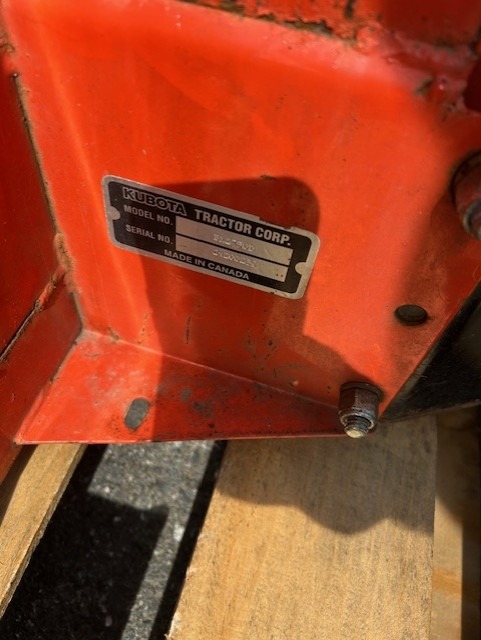 KUBOTA TRACTOR CORP.
MODEL NO.
SERIAL NO.
MADE IN CANADA